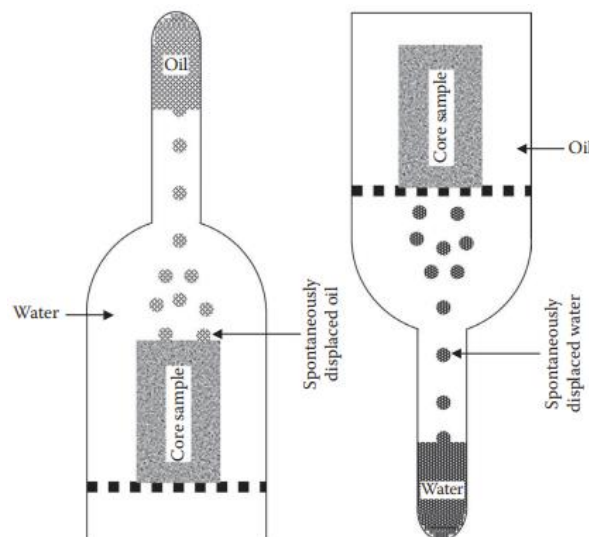 Oil
Water
Spontaneously
displaced oil
Core sample
Core sample
Oil
Spontaneously
displaced water
Water